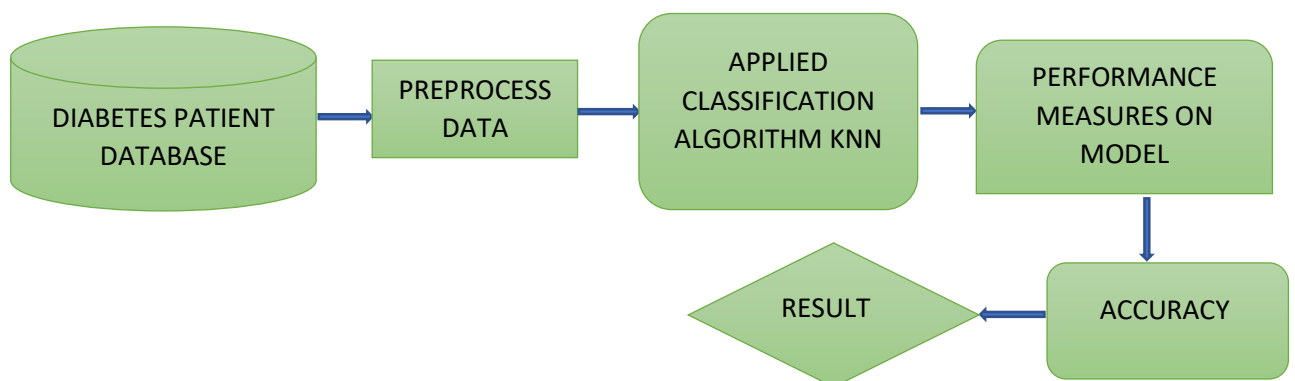 DIABETES PATIENT
DATABASE
PREPROCESS
DATA
APPLIED
CLASSIFICATION
ALGORITHM KNN
PERFORMANCE
MEASURES ON
MODEL
ACCURACY
RESULT